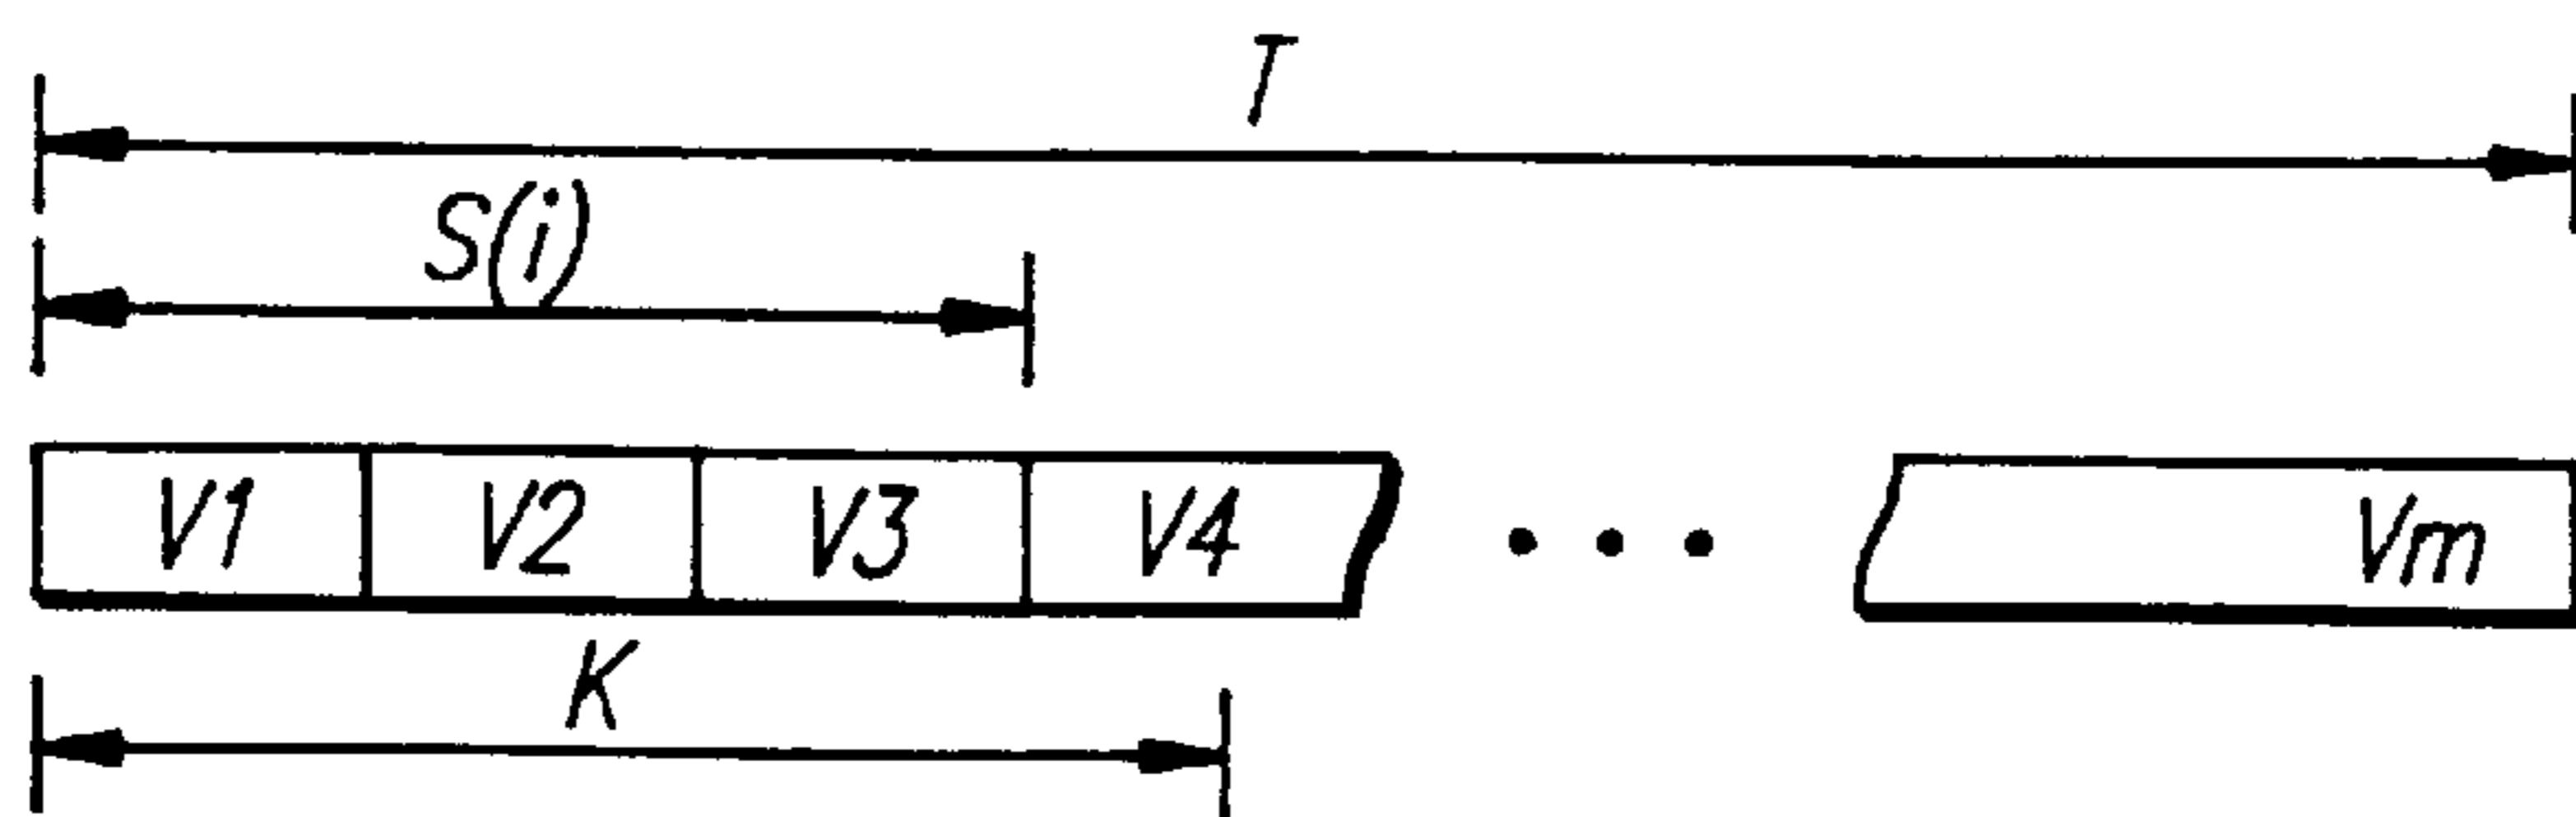 T
S(i)
V1 V2 V3 V4 • • • Vm
K